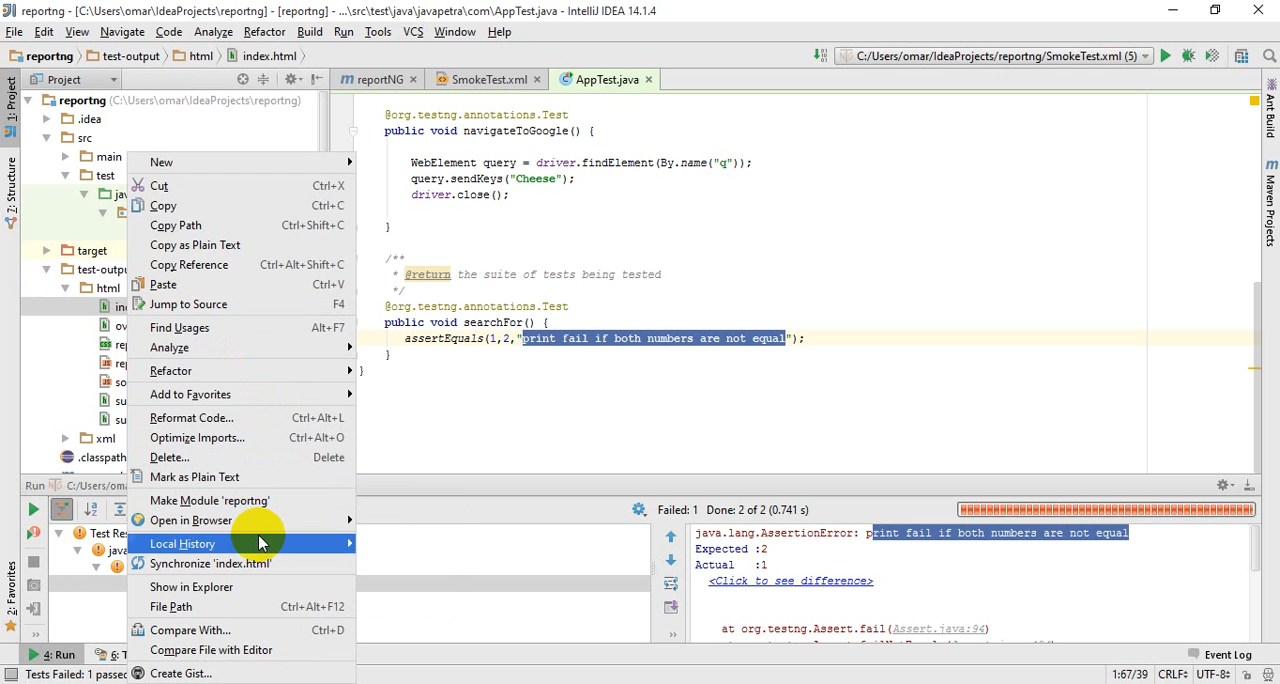 reportng - [C:\Users\omar\IdeaProjects\reportng] - [reportng] - ...\src\test\java\javapetra\com\AppTest.java - IntelliJ IDEA 14.1.4
File Edit View Navigate Code Analyze Refactor Build Run Tools VCS Window Help
reportng test-output html index.html C:/Users/omar/IdeaProjects/reportng/SmokeTest.xml (5)
Project reportNG SmokeTest.xml AppTest.java
1: Project
Z: Structure
2: Favorites
Ant Build
Maven Projects
reportng (C:\Users\omar\IdeaProjects\reportng)
.idea
src
main
test
target
html
xml
.classpath
New
Cut Ctrl+X
Copy Ctrl+C
Copy Path Ctrl+Shift+C
Copy as Plain Text
Copy Reference Ctrl+Alt+Shift+C
Paste Ctrl+V
Jump to Source F4
Find Usages Alt+F7
Analyze
Refactor
Add to Favorites
Reformat Code... Ctrl+Alt+L
Optimize Imports... Ctrl+Alt+O
Delete... Delete
Mark as Plain Text
Make Module 'reportng'
Open in Browser
Local History
Synchronize 'index.html'
Show in Explorer
File Path Ctrl+Alt+F12
Compare With... Ctrl+D
Compare File with Editor
Create Gist...
@org.testng.annotations.Test
public void navigateToGoogle() {
WebElement query = driver.findElement(By.name("q"));
query.sendKeys("Cheese");
driver.close();
}
/**
* @return the suite of tests being tested
*/
@org.testng.annotations.Test
public void searchFor() {
assertEquals(1,2,"print fail if both numbers are not equal");
}
}
Run C:/Users/oma
Failed: 1 Done: 2 of 2 (0.741 s)
Test Res
java.lang.AssertionError: print fail if both numbers are not equal
Expected :2
Actual :1
<Click to see difference>
at org.testng.Assert.fail(Assert.java:94)
4: Run Event Log
Tests Failed: 1 passed 1:67/39 CRLF UTF-8